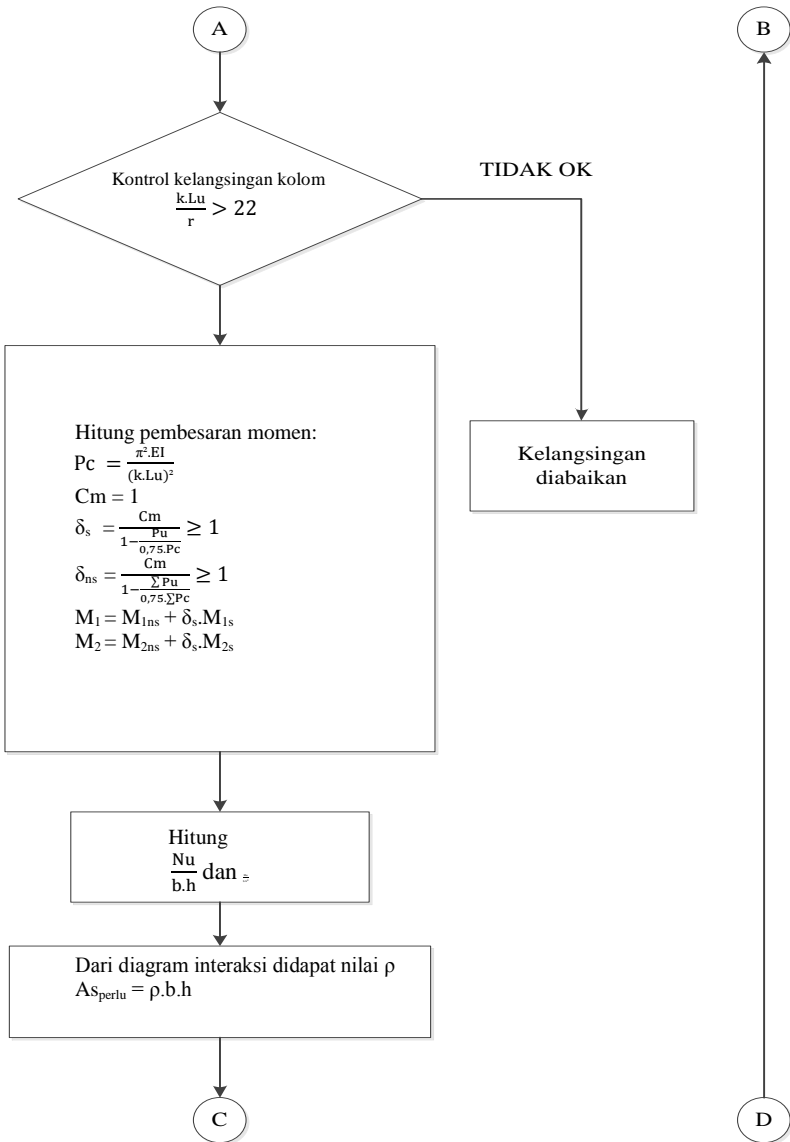 A
B
Kontrol kelangsingan kolom
k.Lu/r > 22
TIDAK OK
Hitung pembesaran momen:
Pc = π².EI/(k.Lu)²
Cm = 1
δs = Cm/(1−Pu/(0,75.Pc)) ≥ 1
δns = Cm/(1−∑Pu/(0,75.∑Pc)) ≥ 1
M1 = M1ns + δs.M1s
M2 = M2ns + δs.M2s
Kelangsingan
diabaikan
Hitung
Nu/b.h dan
Dari diagram interaksi didapat nilai ρ
Asperlu = ρ.b.h
C
D